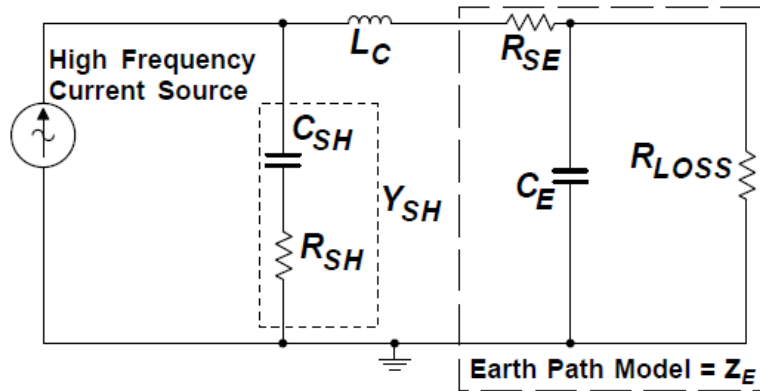 High Frequency
Current Source
L_C
R_SE
C_SH
Y_SH
R_SH
C_E
R_LOSS
Earth Path Model = Z_E